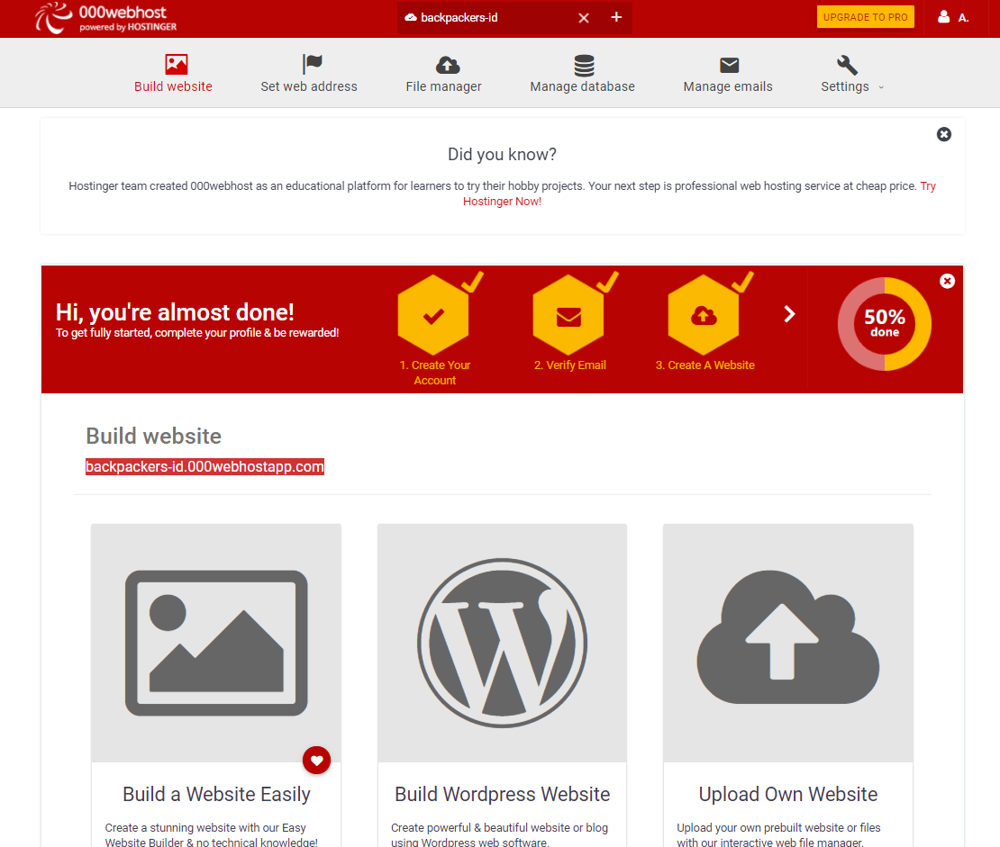 000webhost
powered by HOSTINGER
backpackers-id
UPGRADE TO PRO
A.
Build website
Set web address
File manager
Manage database
Manage emails
Settings
Did you know?
Hostinger team created 000webhost as an educational platform for learners to try their hobby projects. Your next step is professional web hosting service at cheap price. Try
Hostinger Now!
Hi, you're almost done!
To get fully started, complete your profile & be rewarded!
1. Create Your
Account
2. Verify Email
3. Create A Website
50%
done
Build website
backpackers-id.000webhostapp.com
Build a Website Easily
Create a stunning website with our Easy
Website Builder & no technical knowledge!
Build Wordpress Website
Create powerful & beautiful website or blog
using Wordpress web software.
Upload Own Website
Upload your own prebuilt website or files
with our interactive web file manager.